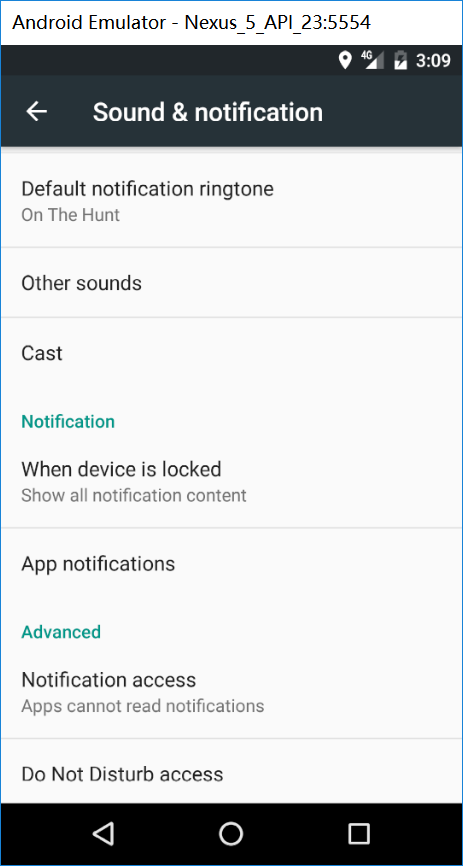 Android Emulator - Nexus_5_API_23:5554
4G 3:09
Sound & notification
Default notification ringtone
On The Hunt
Other sounds
Cast
Notification
When device is locked
Show all notification content
App notifications
Advanced
Notification access
Apps cannot read notifications
Do Not Disturb access